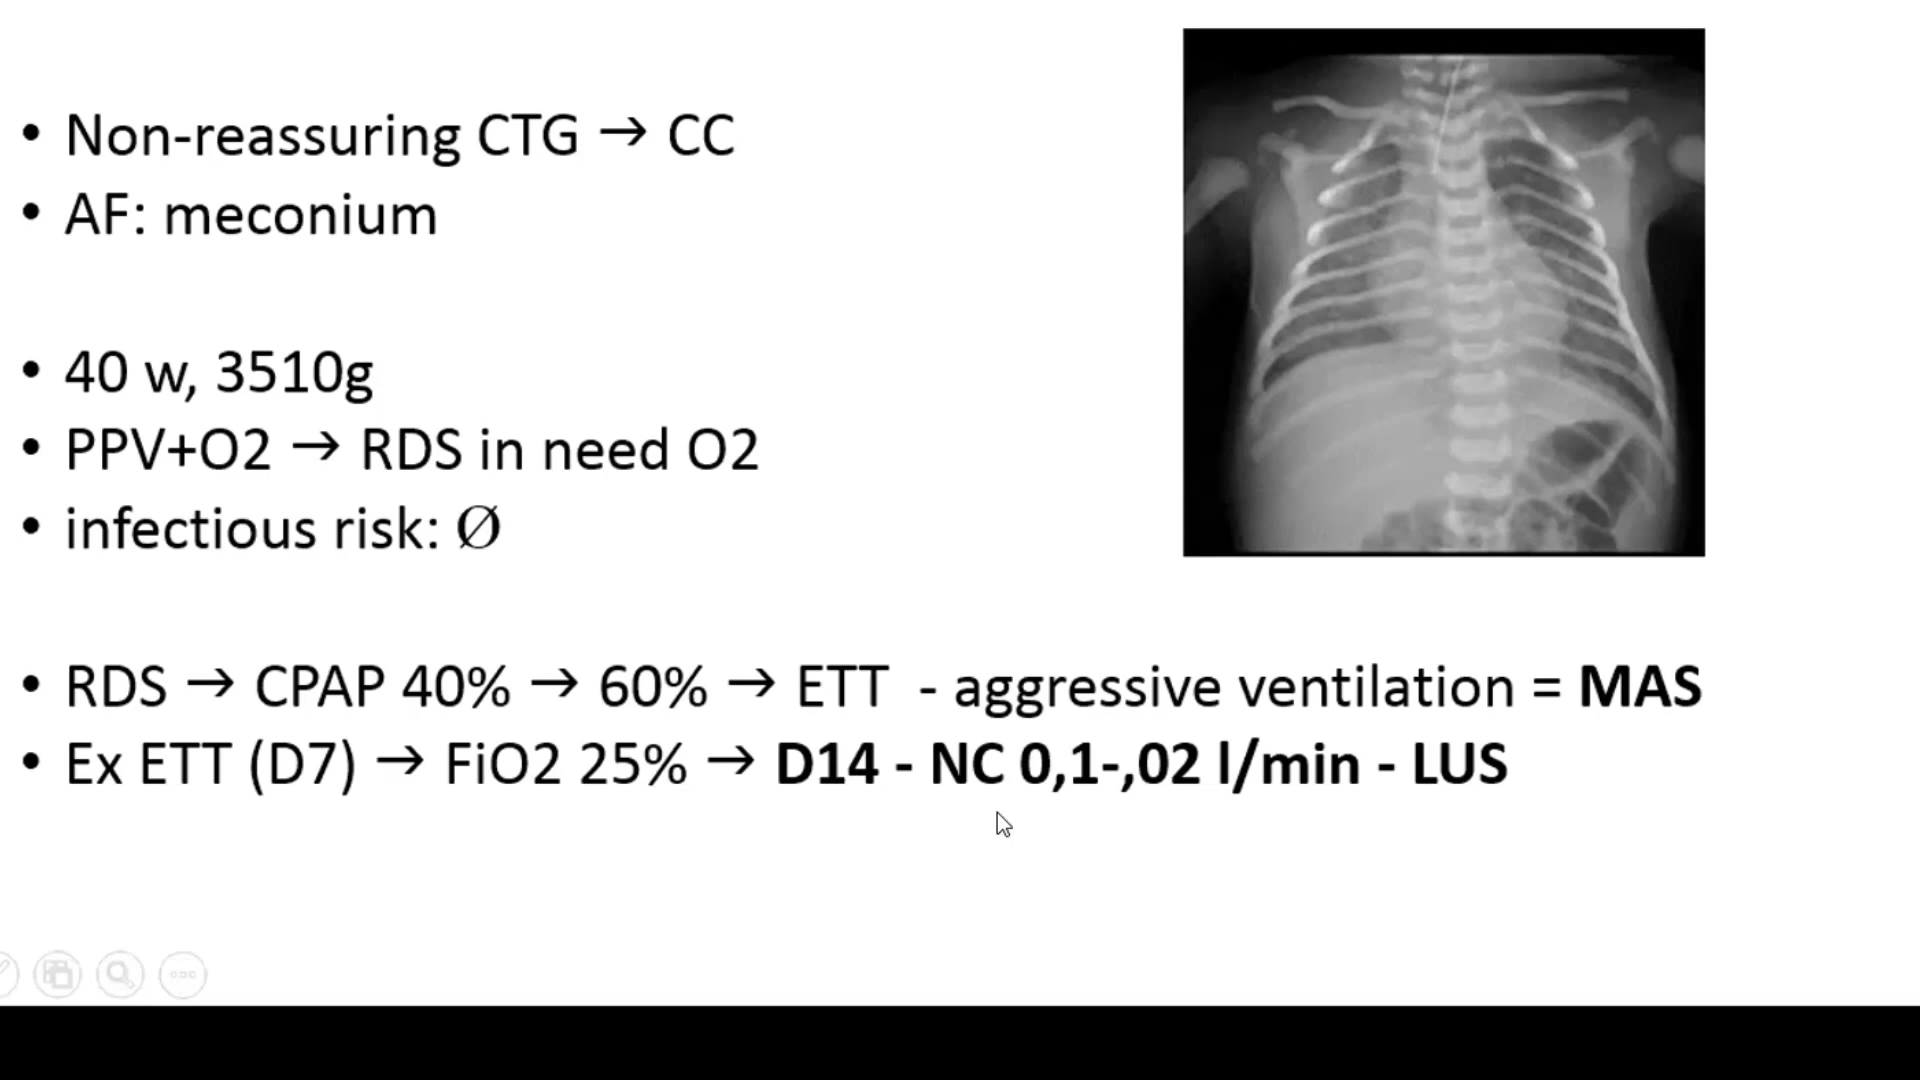 • Non-reassuring CTG → CC
• AF: meconium
• 40 w, 3510g
• PPV+O2 → RDS in need O2
• infectious risk: Ø
• RDS → CPAP 40% → 60% → ETT - aggressive ventilation = MAS
• Ex ETT (D7) → FiO2 25% → D14 - NC 0,1-,02 l/min - LUS